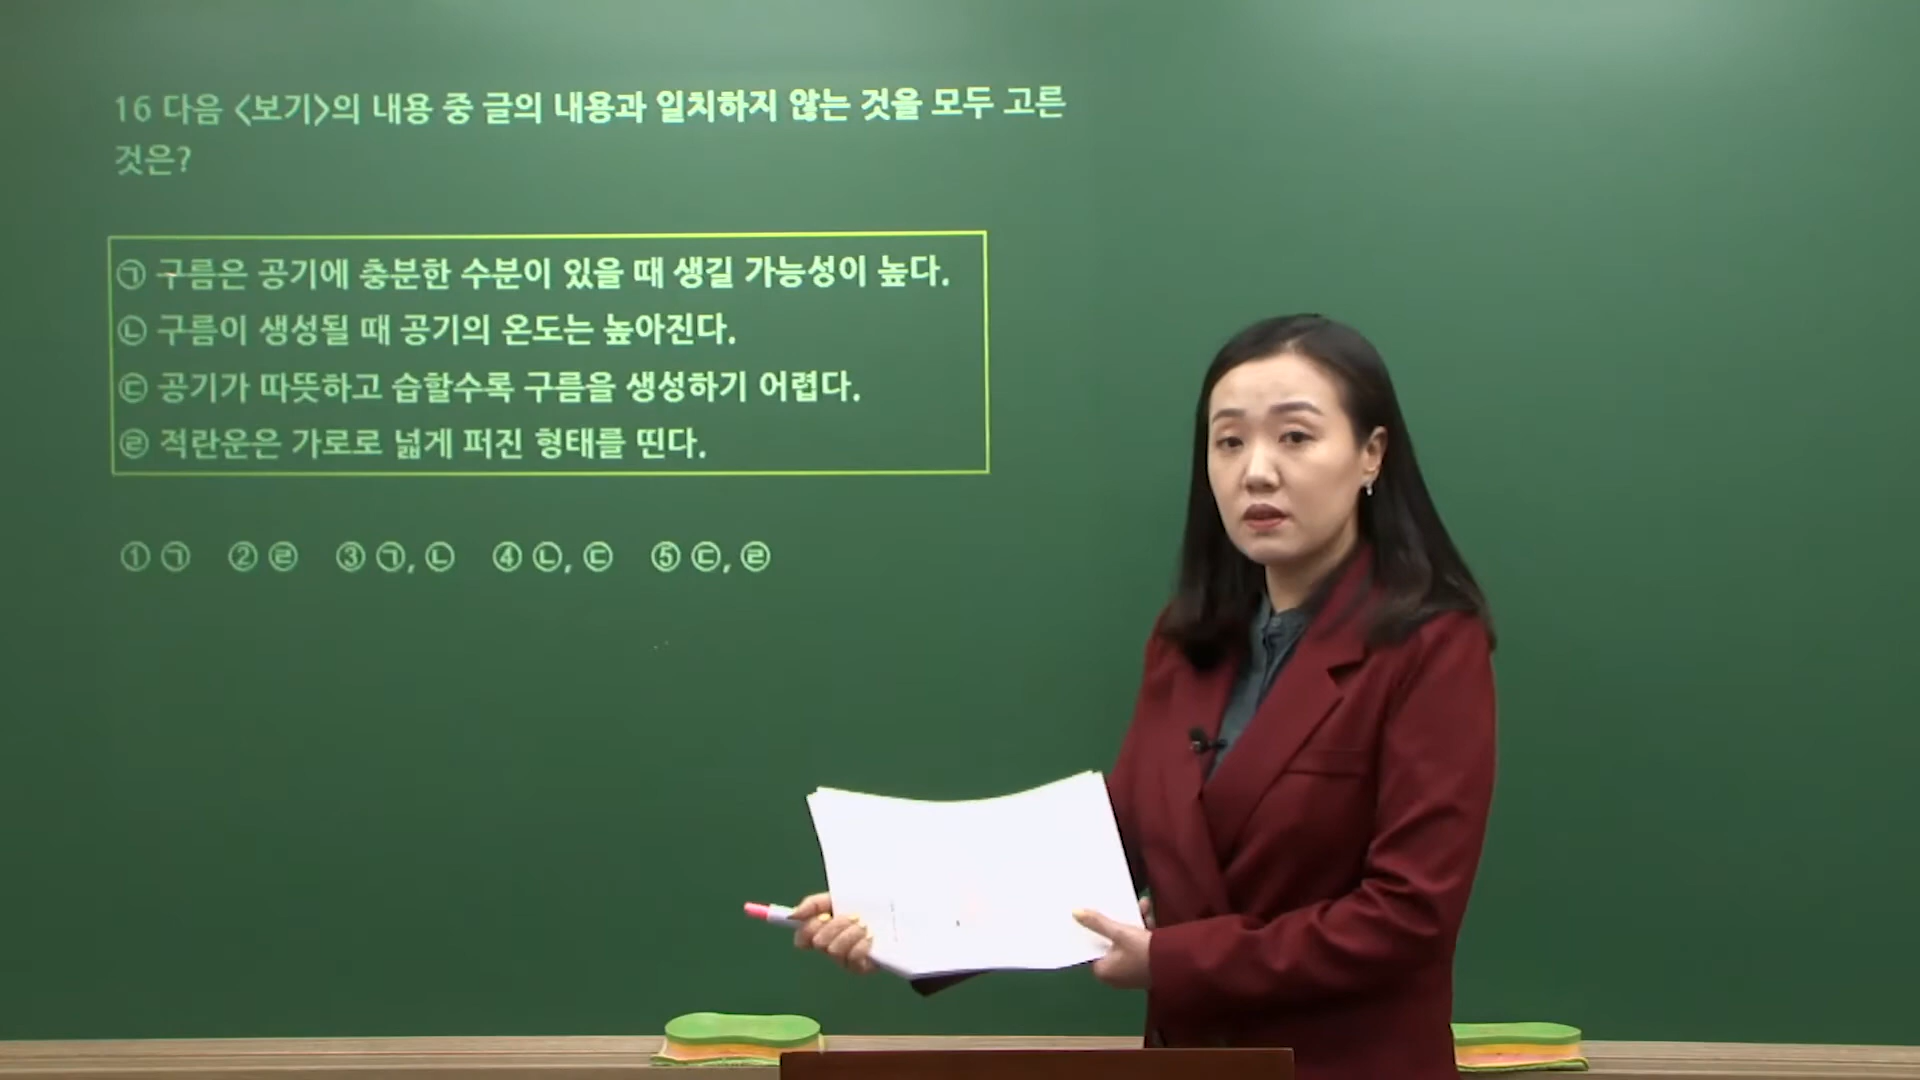 16 다음 <보기>의 내용 중 글의 내용과 일치하지 않는 것을 모두 고른
것은?
㉠ 구름은 공기에 충분한 수분이 있을 때 생길 가능성이 높다.
㉡ 구름이 생성될 때 공기의 온도는 높아진다.
㉢ 공기가 따뜻하고 습할수록 구름을 생성하기 어렵다.
㉣ 적란운은 가로로 넓게 퍼진 형태를 띤다.
① ㉠ ② ㉣ ③ ㉠, ㉡ ④ ㉡, ㉢ ⑤ ㉢, ㉣